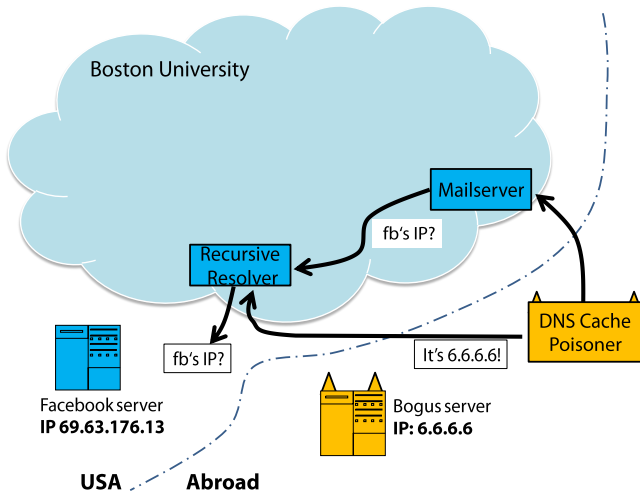 Boston University
Mailserver
fb's IP?
Recursive
Resolver
DNS Cache
Poisoner
fb's IP?
It's 6.6.6.6!
Facebook server
IP 69.63.176.13
Bogus server
IP: 6.6.6.6
USA
Abroad